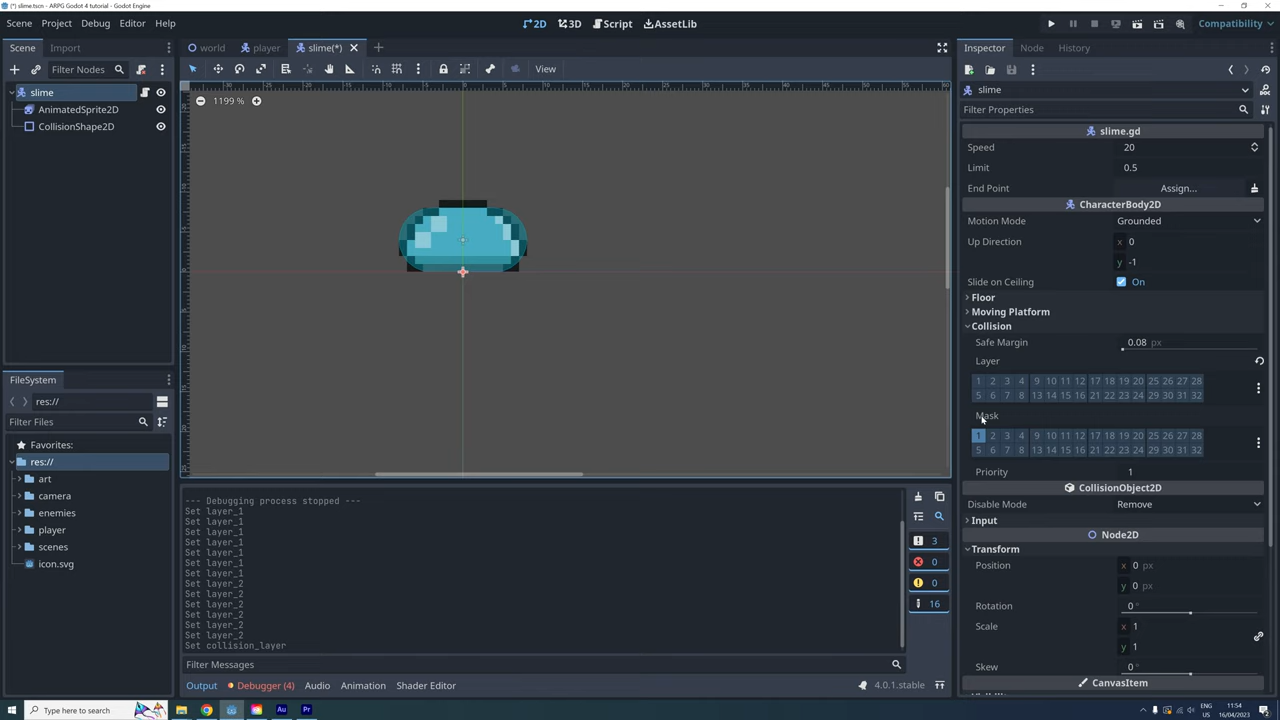 (*) slime.tscn - ARPG Godot 4 tutorial - Godot Engine
Scene Project Debug Editor Help
2D 3D Script AssetLib
Compatibility
Scene Import
world player slime(*)
Inspector Node History
Filter Nodes
View
slime
AnimatedSprite2D
CollisionShape2D
1199 %
slime
Filter Properties
slime.gd
Speed 20
Limit 0.5
End Point Assign...
CharacterBody2D
Motion Mode Grounded
Up Direction x 0
y -1
Slide on Ceiling On
Floor
Moving Platform
Collision
Safe Margin 0.08 px
Layer
1 2 3 4 9 10 11 12 17 18 19 20 25 26 27 28
5 6 7 8 13 14 15 16 21 22 23 24 29 30 31 32
Mask
1 2 3 4 9 10 11 12 17 18 19 20 25 26 27 28
5 6 7 8 13 14 15 16 21 22 23 24 29 30 31 32
Priority 1
CollisionObject2D
Disable Mode Remove
Input
Node2D
Transform
Position x 0 px
y 0 px
Rotation 0 °
Scale x 1
y 1
Skew 0 °
CanvasItem
FileSystem
res://
Filter Files
Favorites:
res://
art
camera
enemies
player
scenes
icon.svg
--- Debugging process stopped ---
Set layer_1
Set layer_1
Set layer_1
Set layer_1
Set layer_1
Set layer_1
Set layer_1
Set layer_2
Set layer_2
Set layer_2
Set layer_2
Set layer_2
Set layer_2
Set collision_layer
3
0
0
16
Filter Messages
Output Debugger (4) Audio Animation Shader Editor
4.0.1.stable
Type here to search
ENG
US
11:54
16/04/2023